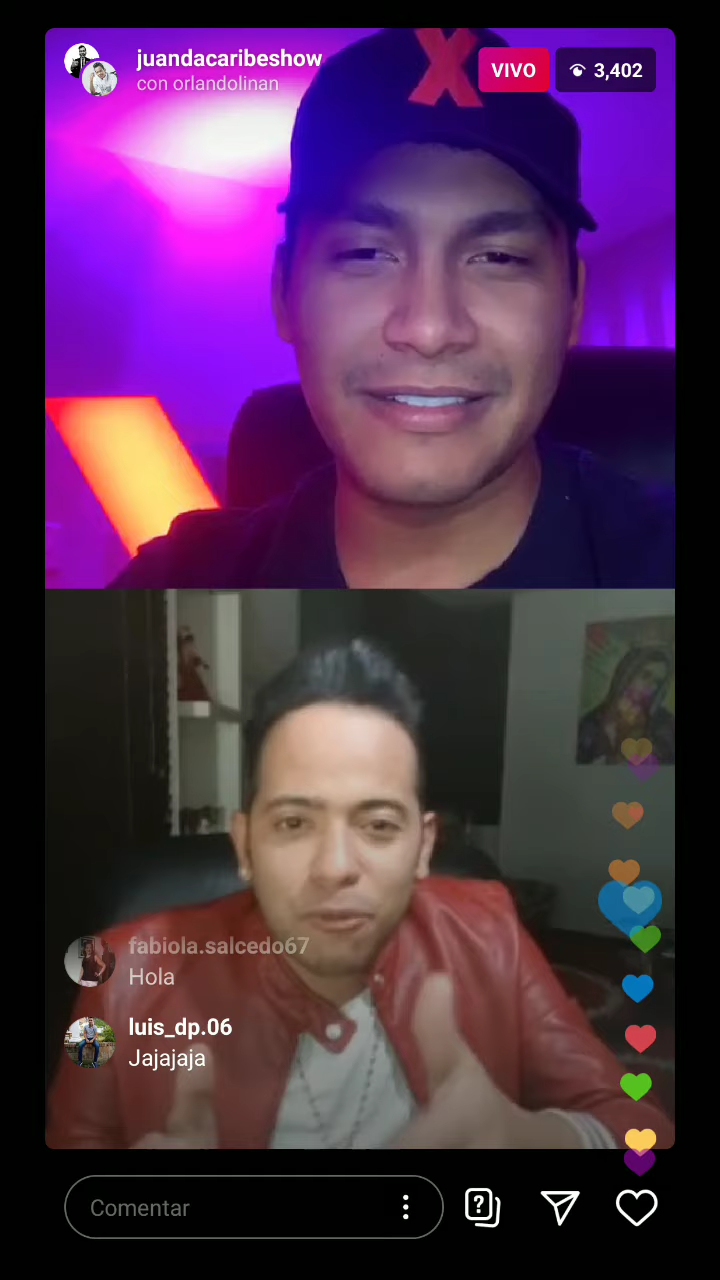 juandacaribeshow
con orlandolinan
VIVO
3,402
X
fabiola.salcedo67
Hola
luis_dp.06
Jajajaja
Comentar